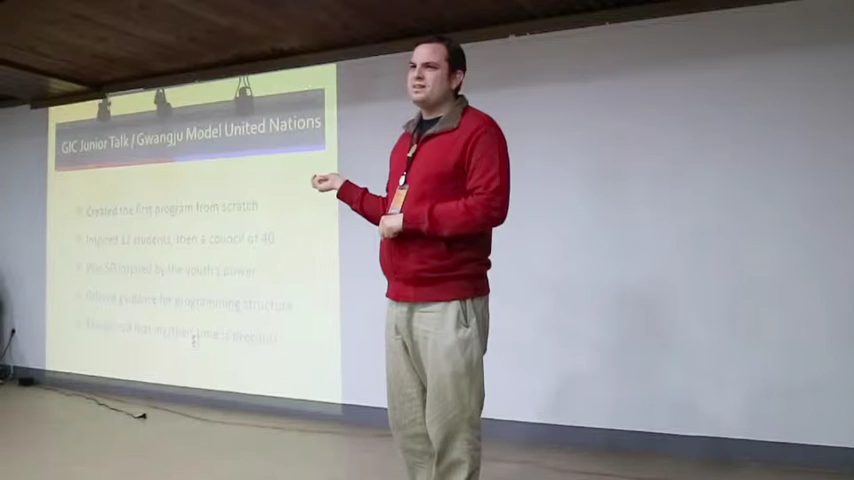 GIC Junior Talk / Gwangju Model United Nations
Created the first program from scratch
Inspired 12 students, then a council of 40
Was SO inspired by the youth's power
Offered guidance for programming structure
time